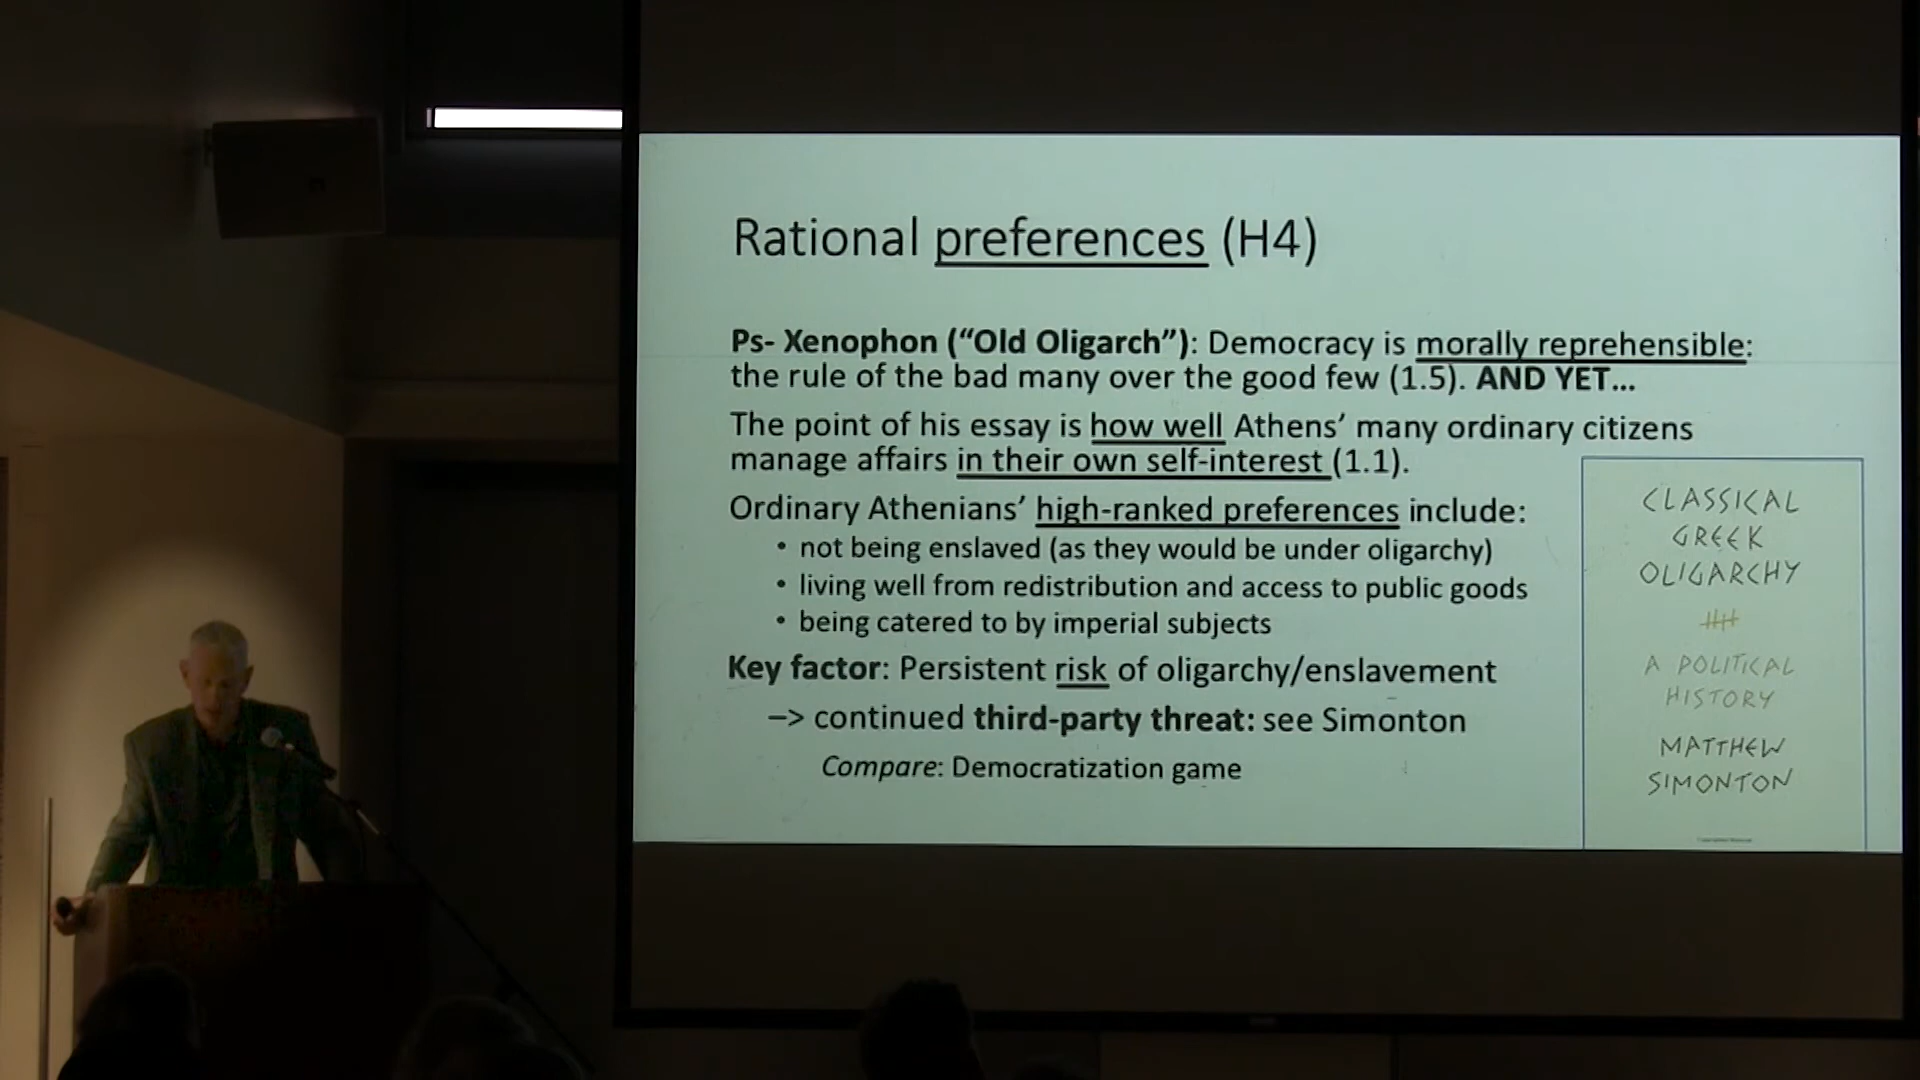 Rational preferences (H4)
Ps- Xenophon (“Old Oligarch”): Democracy is morally reprehensible:
the rule of the bad many over the good few (1.5). AND YET...
The point of his essay is how well Athens’ many ordinary citizens
manage affairs in their own self-interest (1.1).
Ordinary Athenians’ high-ranked preferences include:
• not being enslaved (as they would be under oligarchy)
• living well from redistribution and access to public goods
• being catered to by imperial subjects
Key factor: Persistent risk of oligarchy/enslavement
–> continued third-party threat: see Simonton
Compare: Democratization game
CLASSICAL
GREEK
OLIGARCHY
A POLITICAL
HISTORY
MATTHEW
SIMONTON